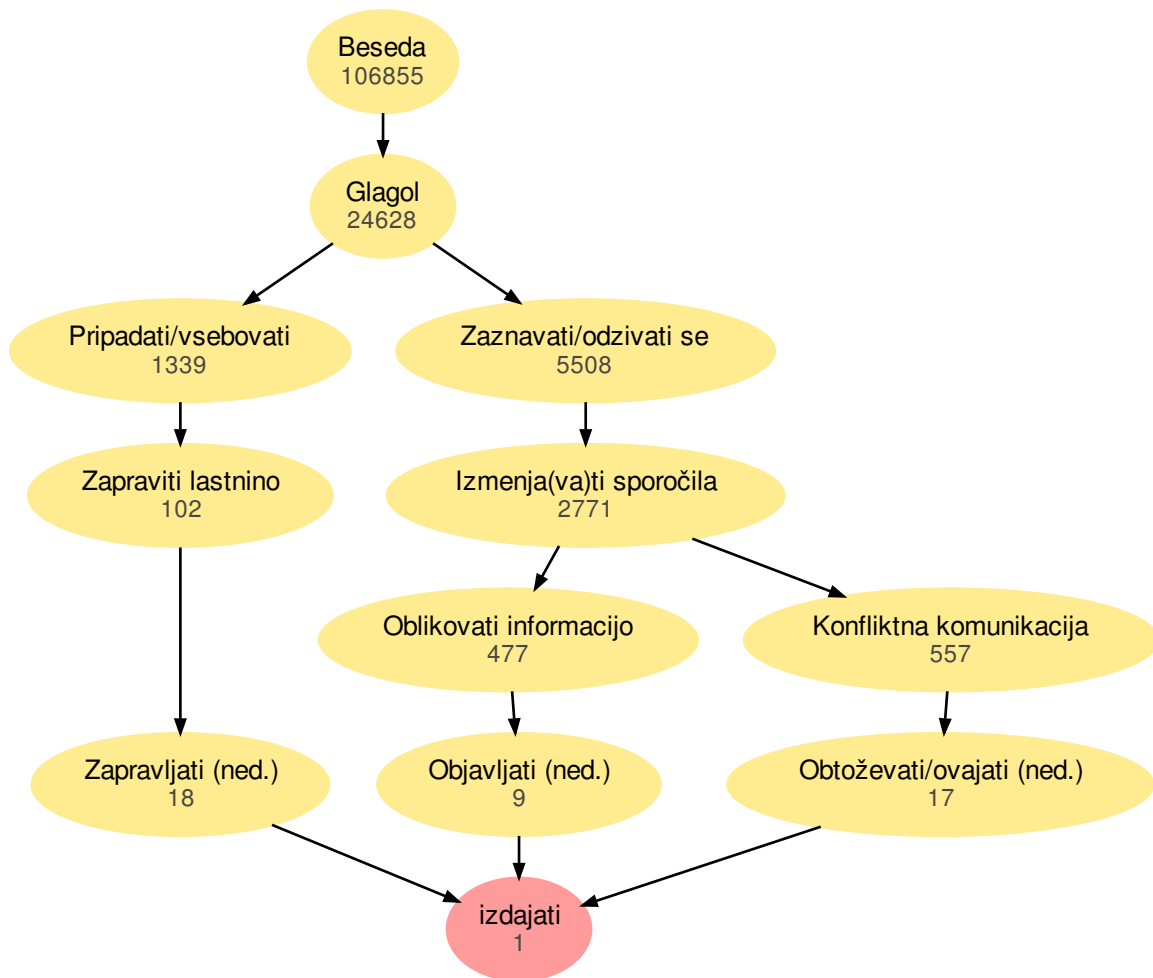 Beseda
106855
Glagol
24628
Pripadati/vsebovati
1339
Zaznavati/odzivati se
5508
Zapraviti lastnino
102
Izmenja(va)ti sporočila
2771
Oblikovati informacijo
477
Konfliktna komunikacija
557
Zapravljati (ned.)
18
Objavljati (ned.)
9
Obtoževati/ovajati (ned.)
17
izdajati
1